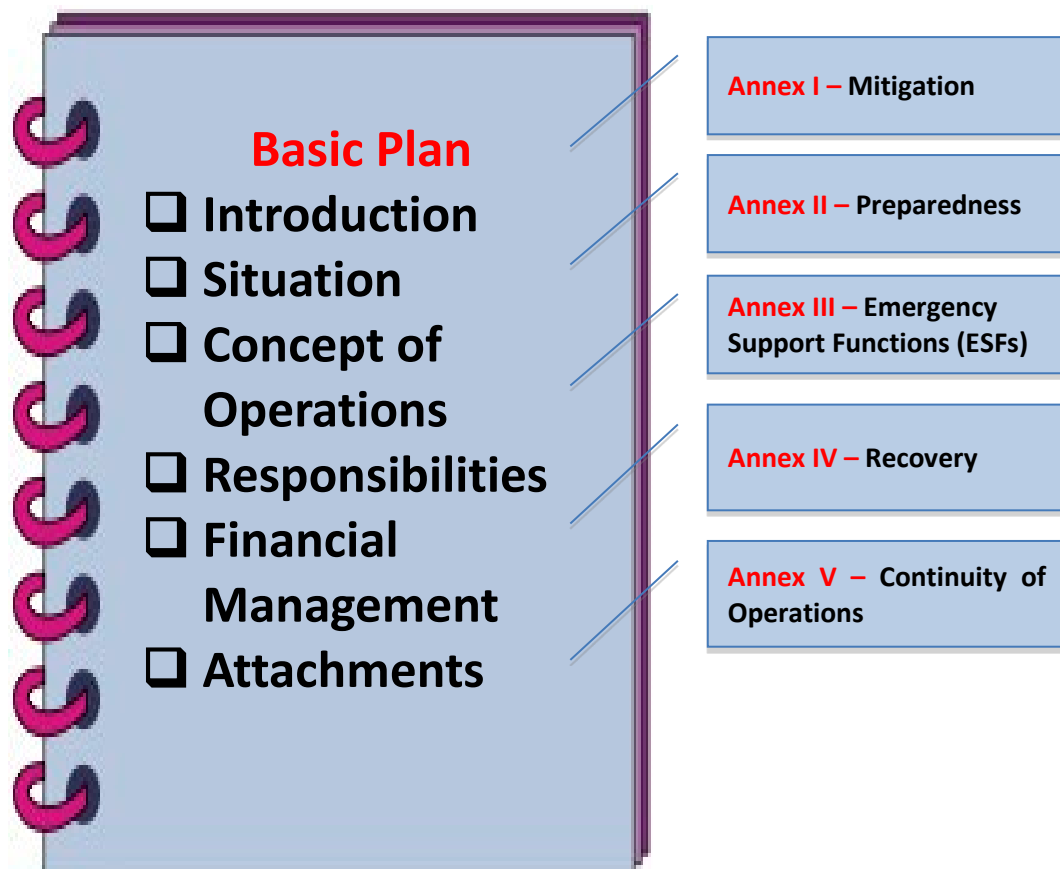 Basic Plan
❑ Introduction
❑ Situation
❑ Concept of
Operations
❑ Responsibilities
❑ Financial
Management
❑ Attachments
Annex I – Mitigation
Annex II – Preparedness
Annex III – Emergency
Support Functions (ESFs)
Annex IV – Recovery
Annex V – Continuity of
Operations